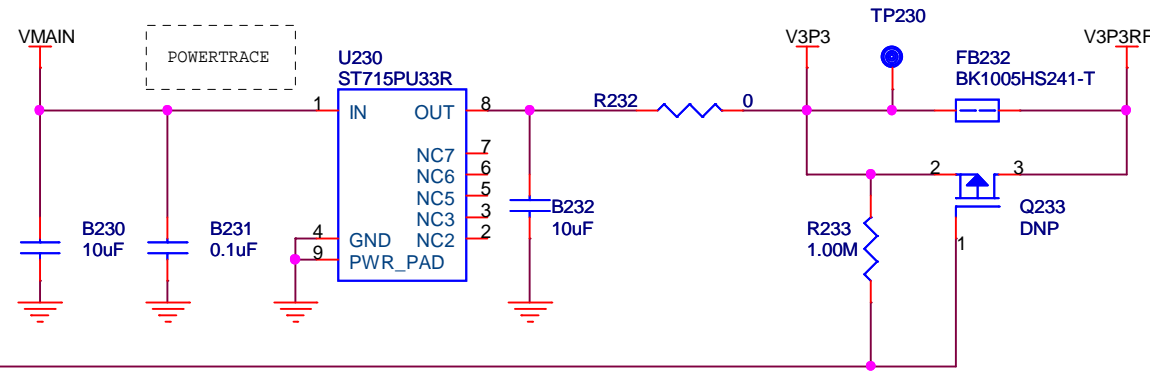 TP230
VMAIN
V3P3
V3P3RF
POWERTRACE
U230
ST715PU33R
FB232
BK1005HS241-T
1
IN
OUT
8
R232
0
NC7
7
NC6
6
NC5
5
NC3
3
NC2
2
4
GND
9
PWR_PAD
B230
10uF
B231
0.1uF
B232
10uF
2
3
Q233
DNP
R233
1.00M
1